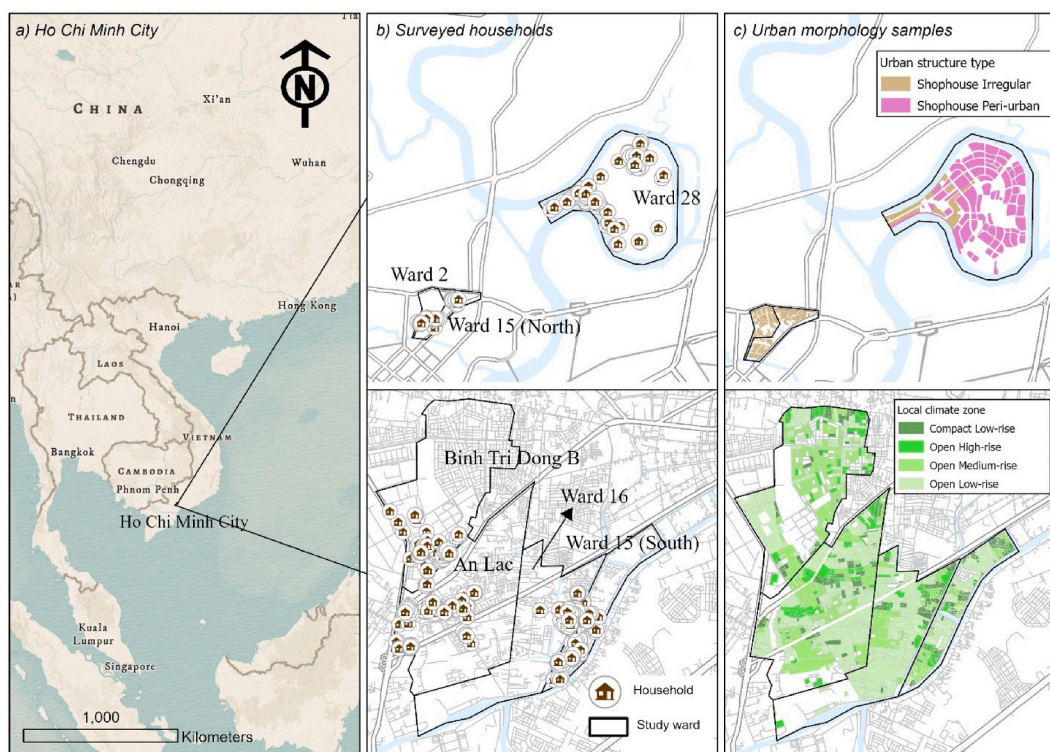 a) Ho Chi Minh City
N
CHINA
Xi'an
Chengdu
Chongqing
Wuhan
Hong Kong
Hanoi
LAOS
THAILAND
VIETNAM
Bangkok
CAMBODIA
Phnom Penh
Ho Chi Minh City
Kuala
Lumpur
Singapore
1,000
Kilometers
b) Surveyed households
Ward 28
Ward 2
Ward 15 (North)
Binh Tri Dong B
Ward 16
Ward 15 (South)
An Lac
Household
Study ward
c) Urban morphology samples
Urban structure type
Shophouse Irregular
Shophouse Peri-urban
Local climate zone
Compact Low-rise
Open High-rise
Open Medium-rise
Open Low-rise